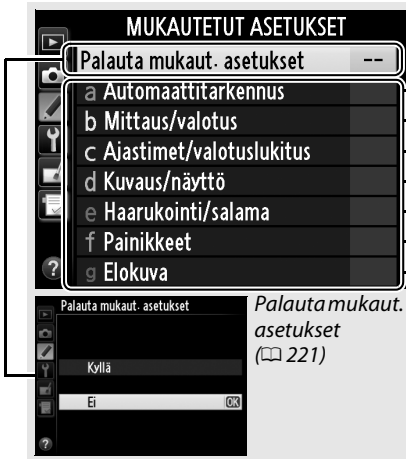 MUKAUTETUT ASETUKSET
Palauta mukaut. asetukset --
a Automaattitarkennus
b Mittaus/valotus
c Ajastimet/valotuslukitus
d Kuvaus/näyttö
e Haarukointi/salama
f Painikkeet
g Elokuva
?
Palauta mukaut. asetukset
Kyllä
Ei OK
?
Palauta mukaut.
asetukset
(📖 221)